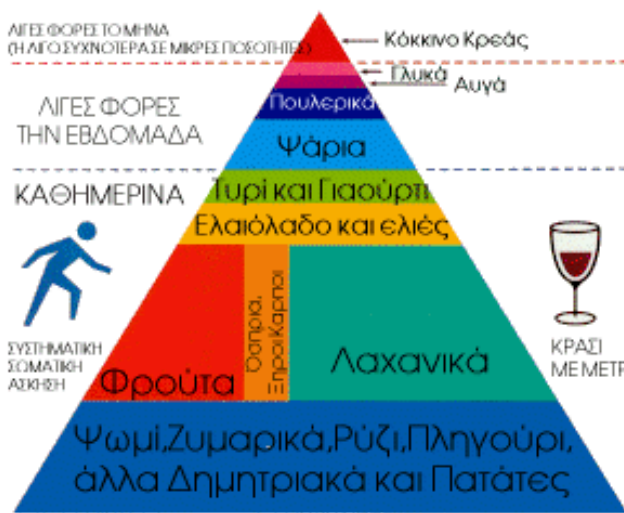 ΛΙΓΕΣ ΦΟΡΕΣ ΤΟ ΜΗΝΑ
(Η ΛΙΓΟ ΣΥΧΝΟΤΕΡΑ ΣΕ ΜΙΚΡΕΣ ΠΟΣΟΤΗΤΕΣ)
Κόκκινο Κρεάς
Γλυκά
Αυγά
ΛΙΓΕΣ ΦΟΡΕΣ
ΤΗΝ ΕΒΔΟΜΑΔΑ
Πουλερικά
Ψάρια
ΚΑΘΗΜΕΡΙΝΑ
Τυρί και Γιαούρτι
Ελαιόλαδο και ελιές
ΣΥΣΤΗΜΑΤΙΚΗ
ΣΩΜΑΤΙΚΗ
ΑΣΚΗΣΗ
Φρούτα
Όσπρια,
Ξηροί Καρποί
Λαχανικά
ΚΡΑΣΙ
ΜΕ ΜΕΤΡ
Ψωμί,Ζυμαρικά,Ρύζι,Πληγούρι,
άλλα Δημητριακά και Πατάτες